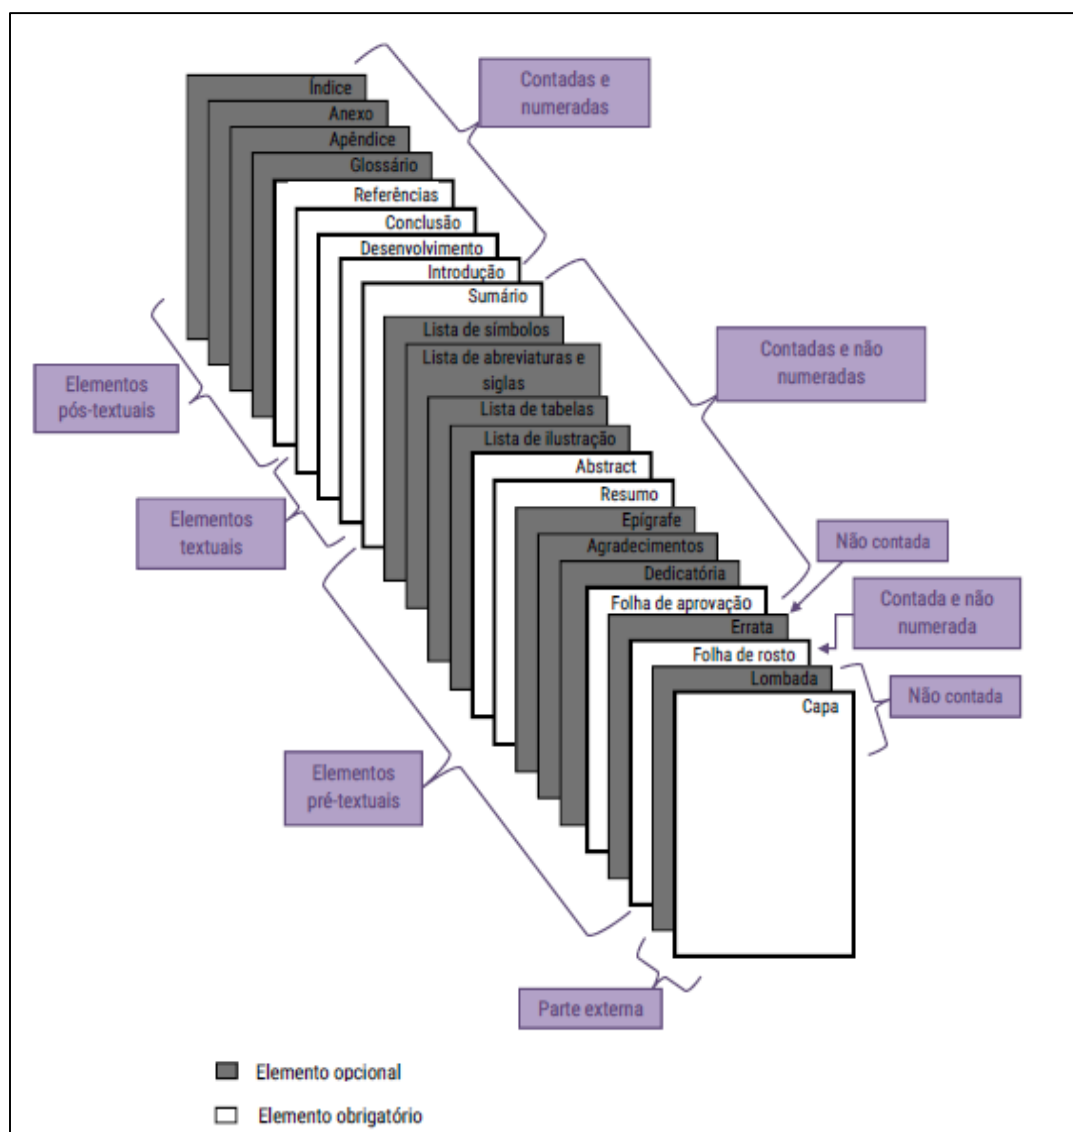 Contadas e
numeradas
Índice
Anexo
Apêndice
Glossário
Referências
Conclusão
Desenvolvimento
Introdução
Sumário
Lista de símbolos
Lista de abreviaturas e
siglas
Lista de tabelas
Lista de ilustração
Abstract
Resumo
Epígrafe
Agradecimentos
Dedicatória
Folha de aprovação
Errata
Folha de rosto
Lombada
Capa
Contadas e não
numeradas
Não contada
Contada e não
numerada
Não contada
Elementos
pós-textuais
Elementos
textuais
Elementos
pré-textuais
Parte externa
Elemento opcional
Elemento obrigatório